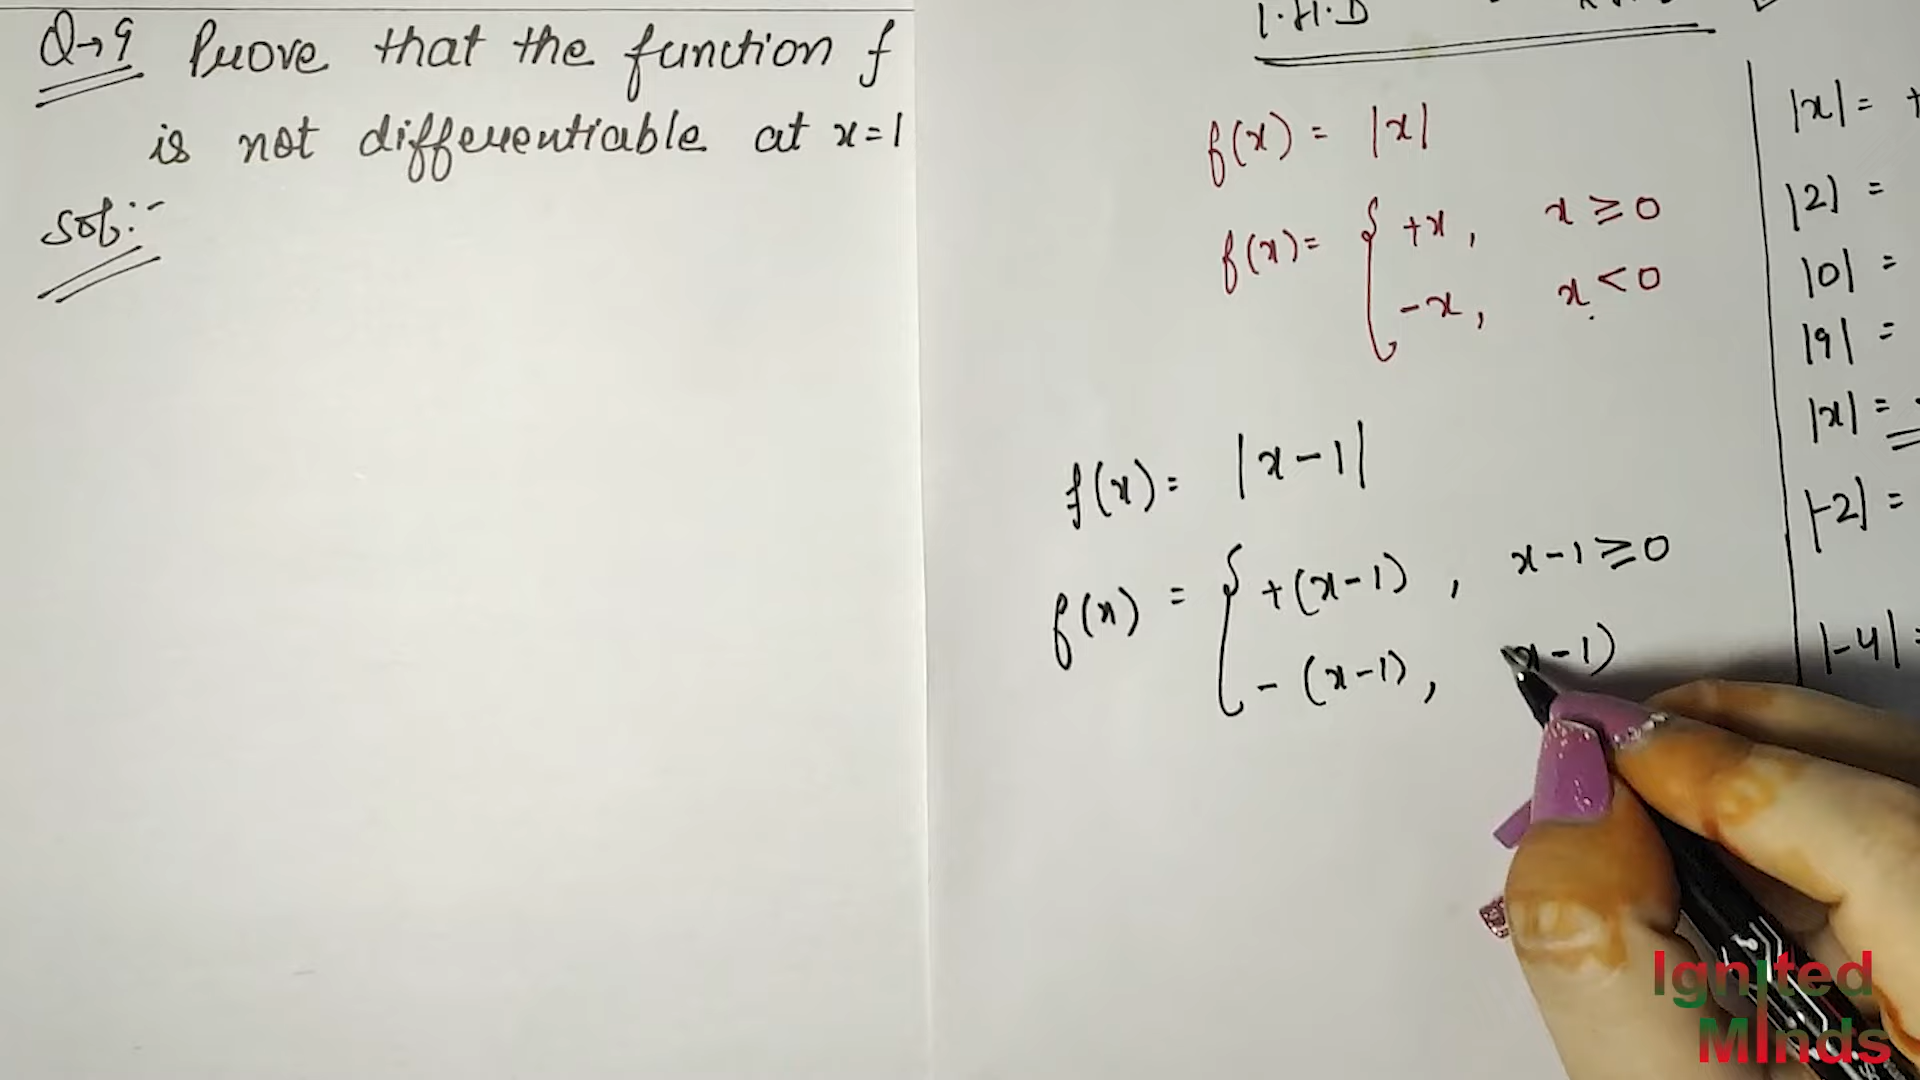 Q→9 Prove that the function f
is not differentiable at x=1
Sol:-
f(x) = |x|
f(x) = { +x, x ≥ 0
-x, x < 0
f(x) = |x-1|
f(x) = { +(x-1), x-1 ≥ 0
-(x-1), x-1)
|x| = +
|2| =
|0| =
|9| =
|x| =
|-2| =
|-4| =
Ignited
Minds